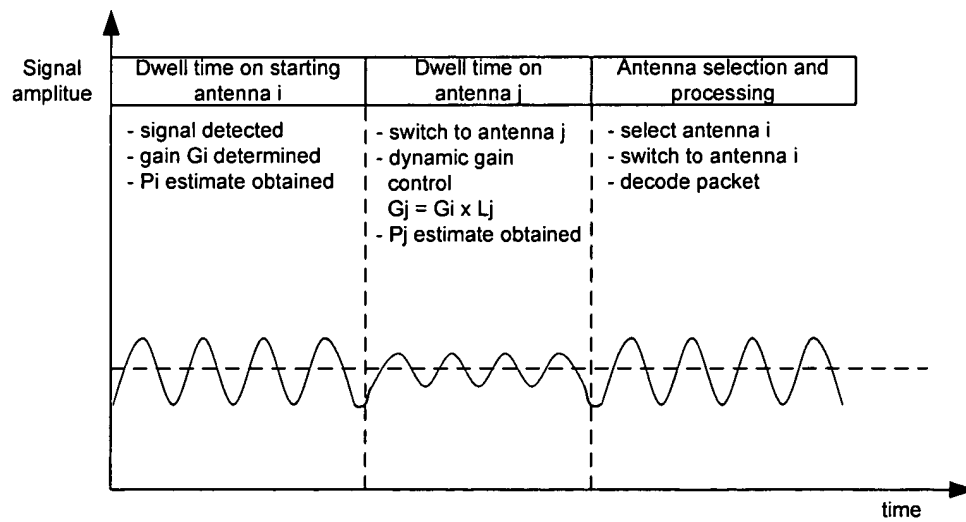 Signal
amplitue
Dwell time on starting
antenna i
Dwell time on
antenna j
Antenna selection and
processing
- signal detected
- gain Gi determined
- Pi estimate obtained
- switch to antenna j
- dynamic gain
control
Gj = Gi x Lj
- Pj estimate obtained
- select antenna i
- switch to antenna i
- decode packet
time